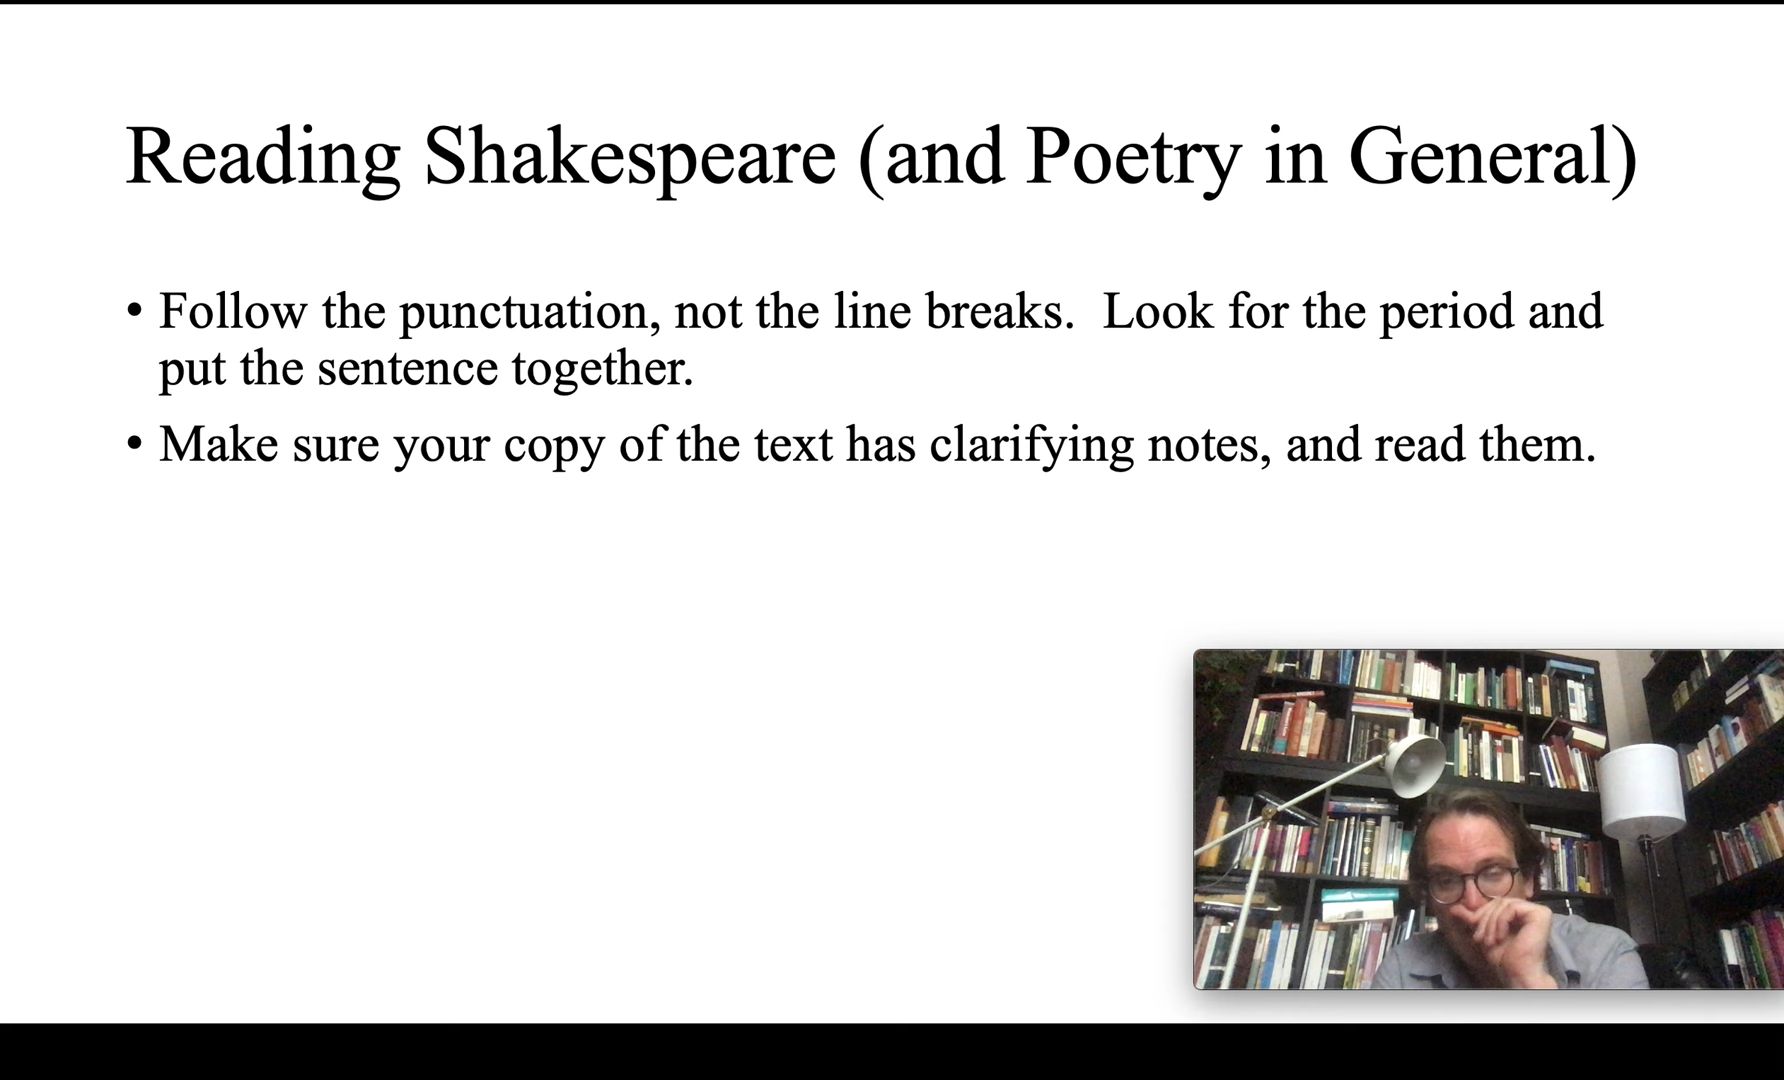 Reading Shakespeare (and Poetry in General)
• Follow the punctuation, not the line breaks.  Look for the period and
put the sentence together.
• Make sure your copy of the text has clarifying notes, and read them.